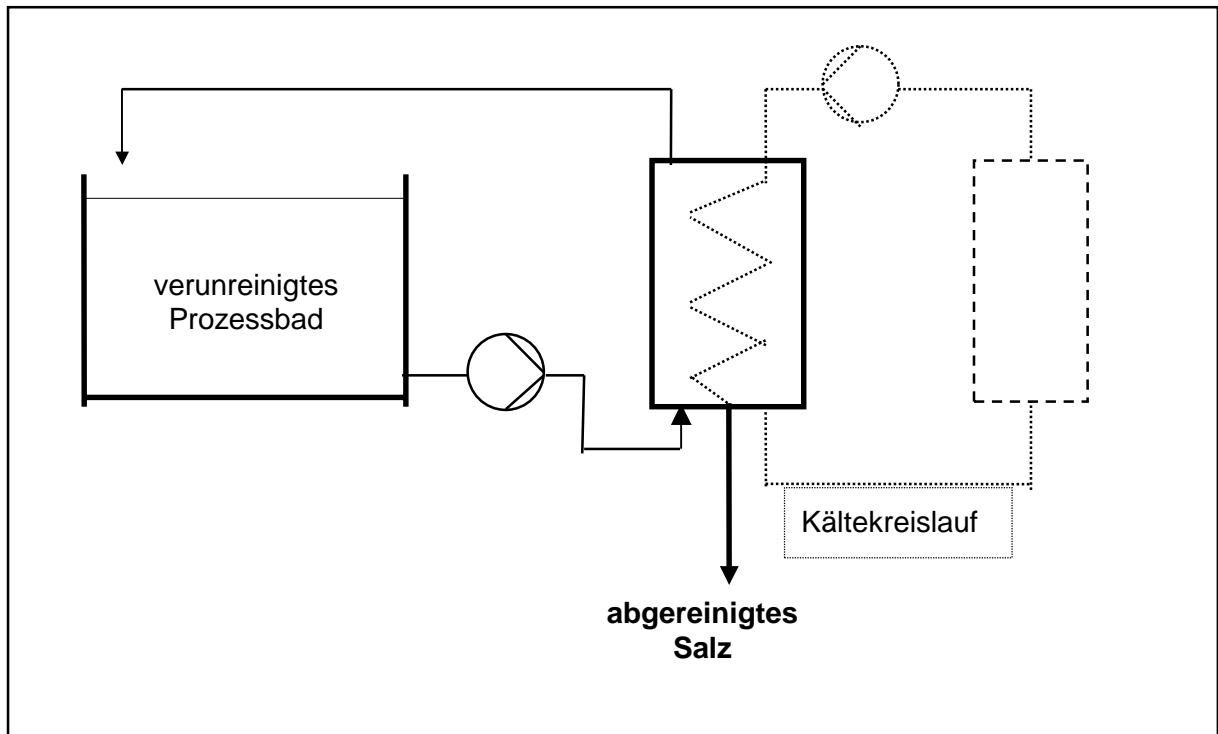 verunreinigtes
Prozessbad
Kältekreislauf
abgereinigtes
Salz